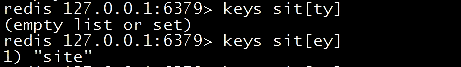 redis 127.0.0.1:6379> keys sit[ty]
(empty list or set)
redis 127.0.0.1:6379> keys sit[ey]
1) "site"